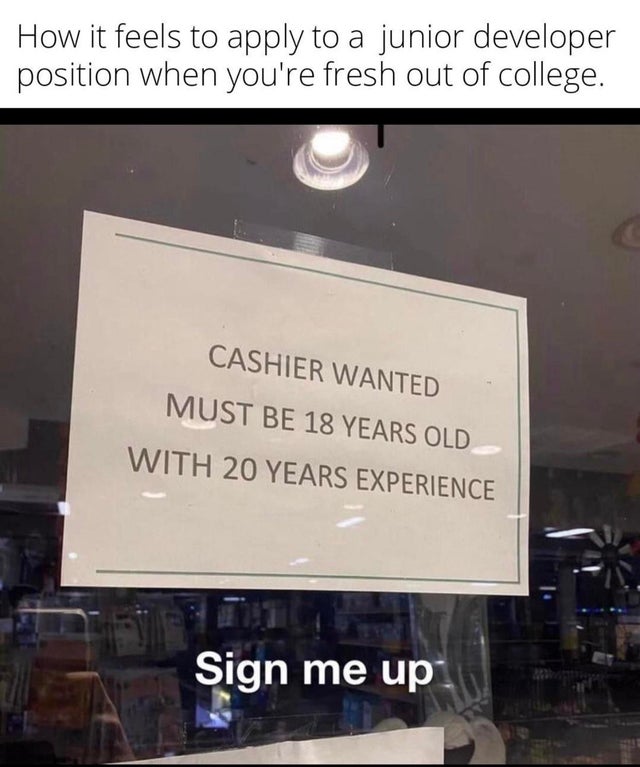 How it feels to apply to a junior developer
position when you're fresh out of college.
CASHIER WANTED
MUST BE 18 YEARS OLD
WITH 20 YEARS EXPERIENCE
Sign me up